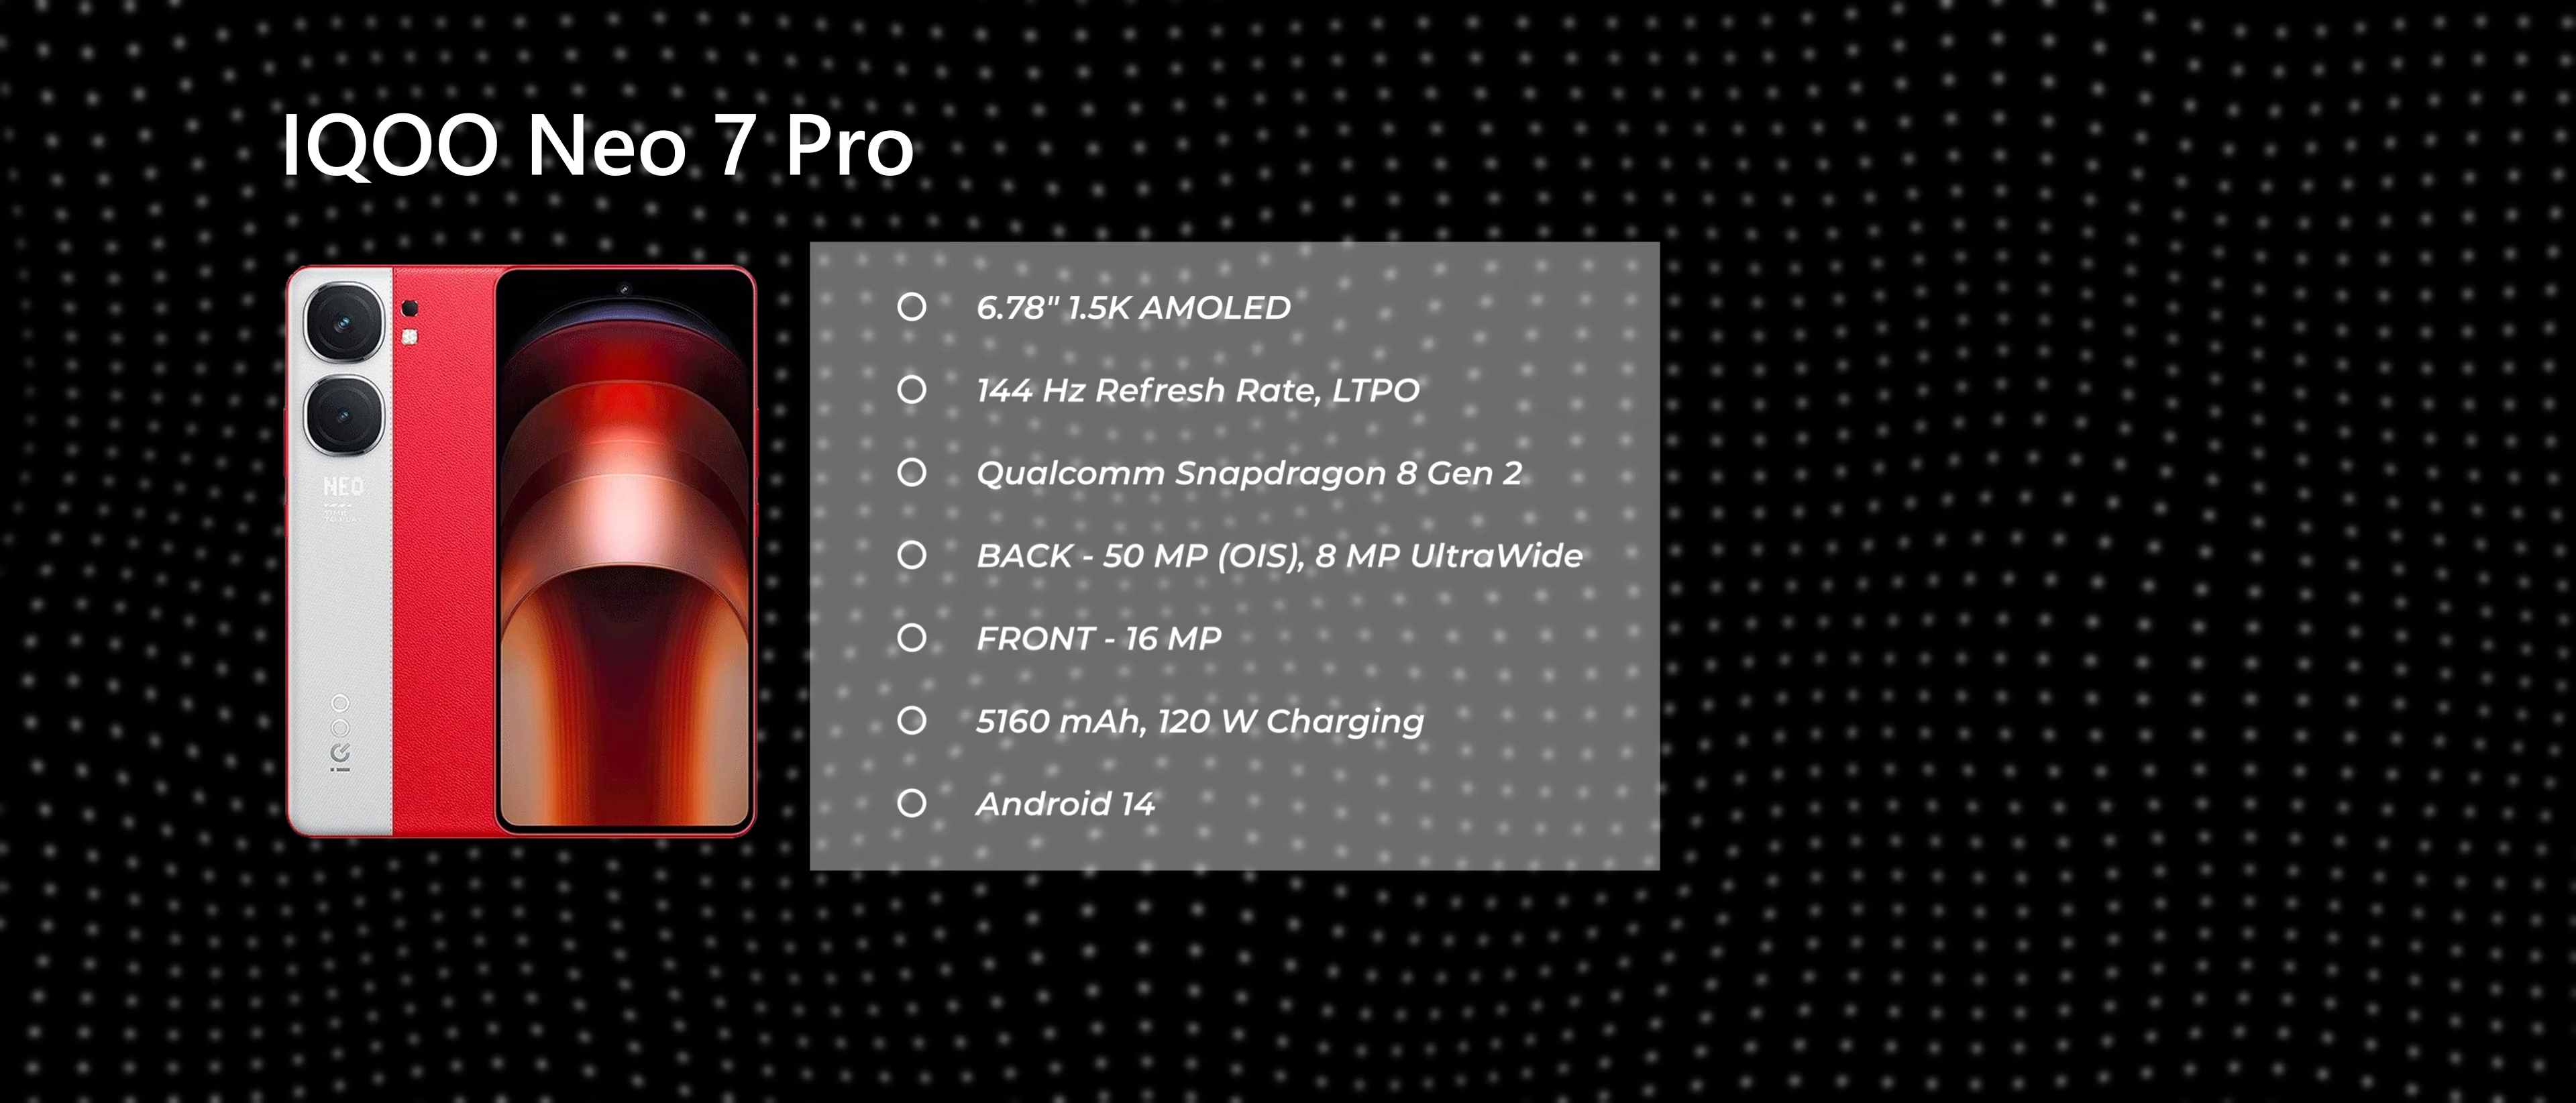 IQOO Neo 7 Pro
NEO
iQOO
6.78" 1.5K AMOLED
144 Hz Refresh Rate, LTPO
Qualcomm Snapdragon 8 Gen 2
BACK - 50 MP (OIS), 8 MP UltraWide
FRONT - 16 MP
5160 mAh, 120 W Charging
Android 14